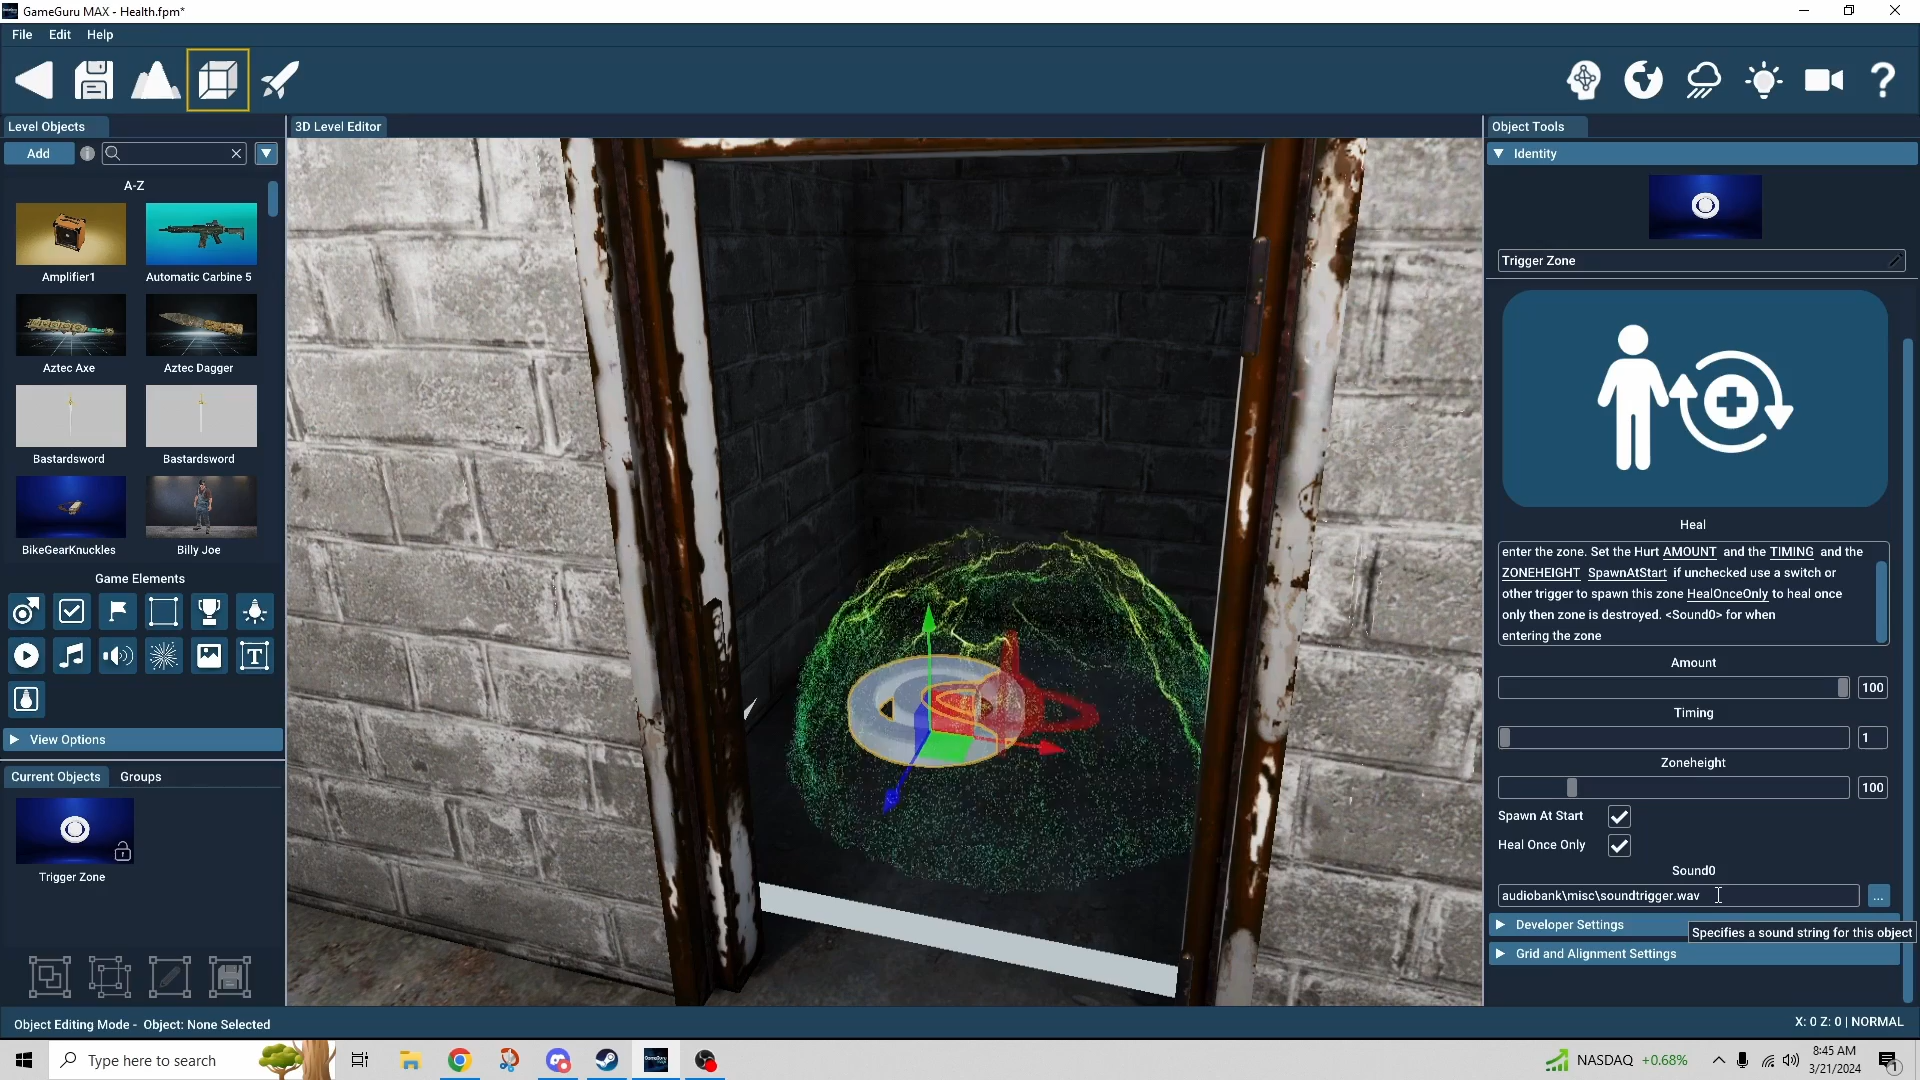 GameGuru MAX - Health.fpm*
File Edit Help
Level Objects
Add
A-Z
Amplifier1
Automatic Carbine 5
Aztec Axe
Aztec Dagger
Bastardsword
Bastardsword
BikeGearKnuckles
Billy Joe
Game Elements
View Options
Current Objects Groups
Trigger Zone
3D Level Editor
Object Tools
Identity
Trigger Zone
Heal
enter the zone. Set the Hurt AMOUNT and the TIMING and the
ZONEHEIGHT SpawnAtStart if unchecked use a switch or
other trigger to spawn this zone HealOnceOnly to heal once
only then zone is destroyed. <Sound0> for when
entering the zone
Amount
100
Timing
1
Zoneheight
100
Spawn At Start
Heal Once Only
Sound0
audiobank\misc\soundtrigger.wav ...
Developer Settings
Specifies a sound string for this object
Grid and Alignment Settings
Object Editing Mode - Object: None Selected
X: 0 Z: 0 | NORMAL
Type here to search
NASDAQ +0.68%
8:45 AM
3/21/2024
1